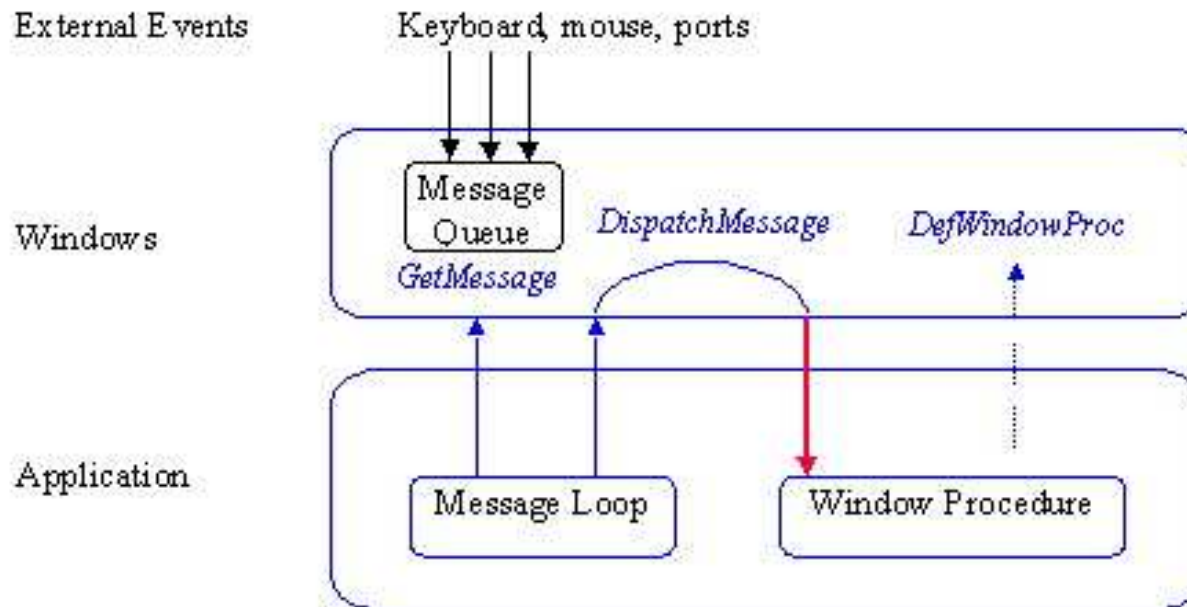 External Events
Keyboard, mouse, ports
Message
Queue
Windows
DispatchMessage
DefWindowProc
GetMessage
Application
Message Loop
Window Procedure